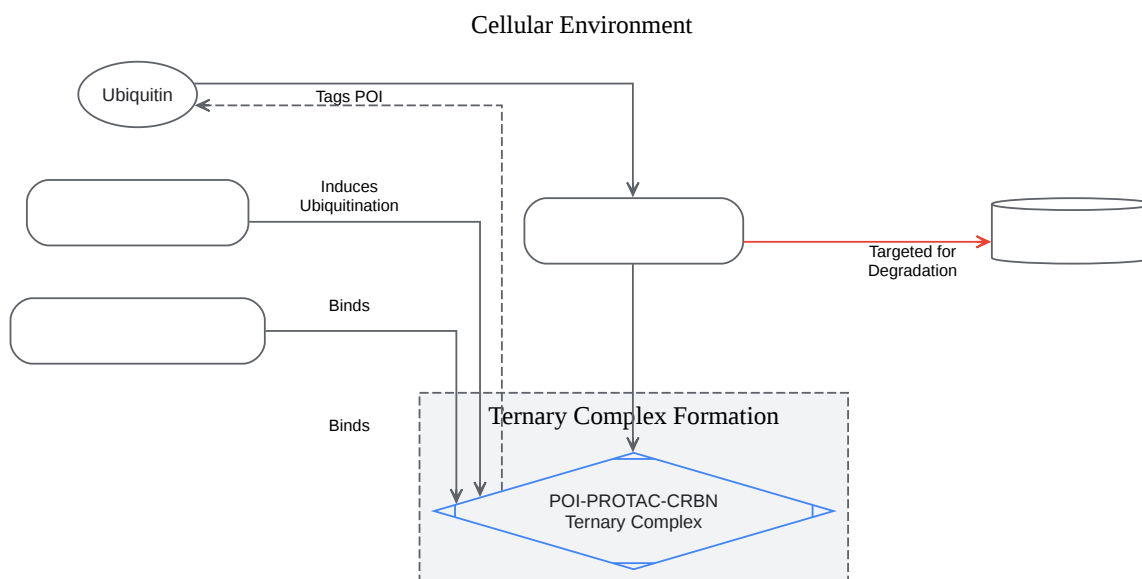 Cellular Environment
Ubiquitin
Tags POI
Induces
Ubiquitination
Targeted for
Degradation
Binds
Binds
Ternary Complex Formation
POI-PROTAC-CRBN
Ternary Complex